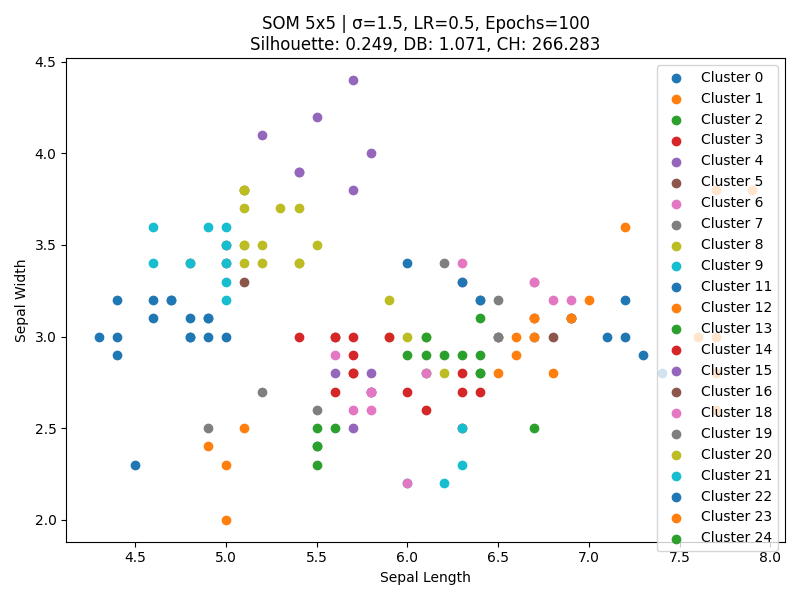 SOM 5x5 | σ=1.5, LR=0.5, Epochs=100
Silhouette: 0.249, DB: 1.071, CH: 266.283
4.5
4.0
3.5
3.0
2.5
2.0
Sepal Width
4.5 5.0 5.5 6.0 6.5 7.0 7.5 8.0
Sepal Length
Cluster 0
Cluster 1
Cluster 2
Cluster 3
Cluster 4
Cluster 5
Cluster 6
Cluster 7
Cluster 8
Cluster 9
Cluster 11
Cluster 12
Cluster 13
Cluster 14
Cluster 15
Cluster 16
Cluster 18
Cluster 19
Cluster 20
Cluster 21
Cluster 22
Cluster 23
Cluster 24